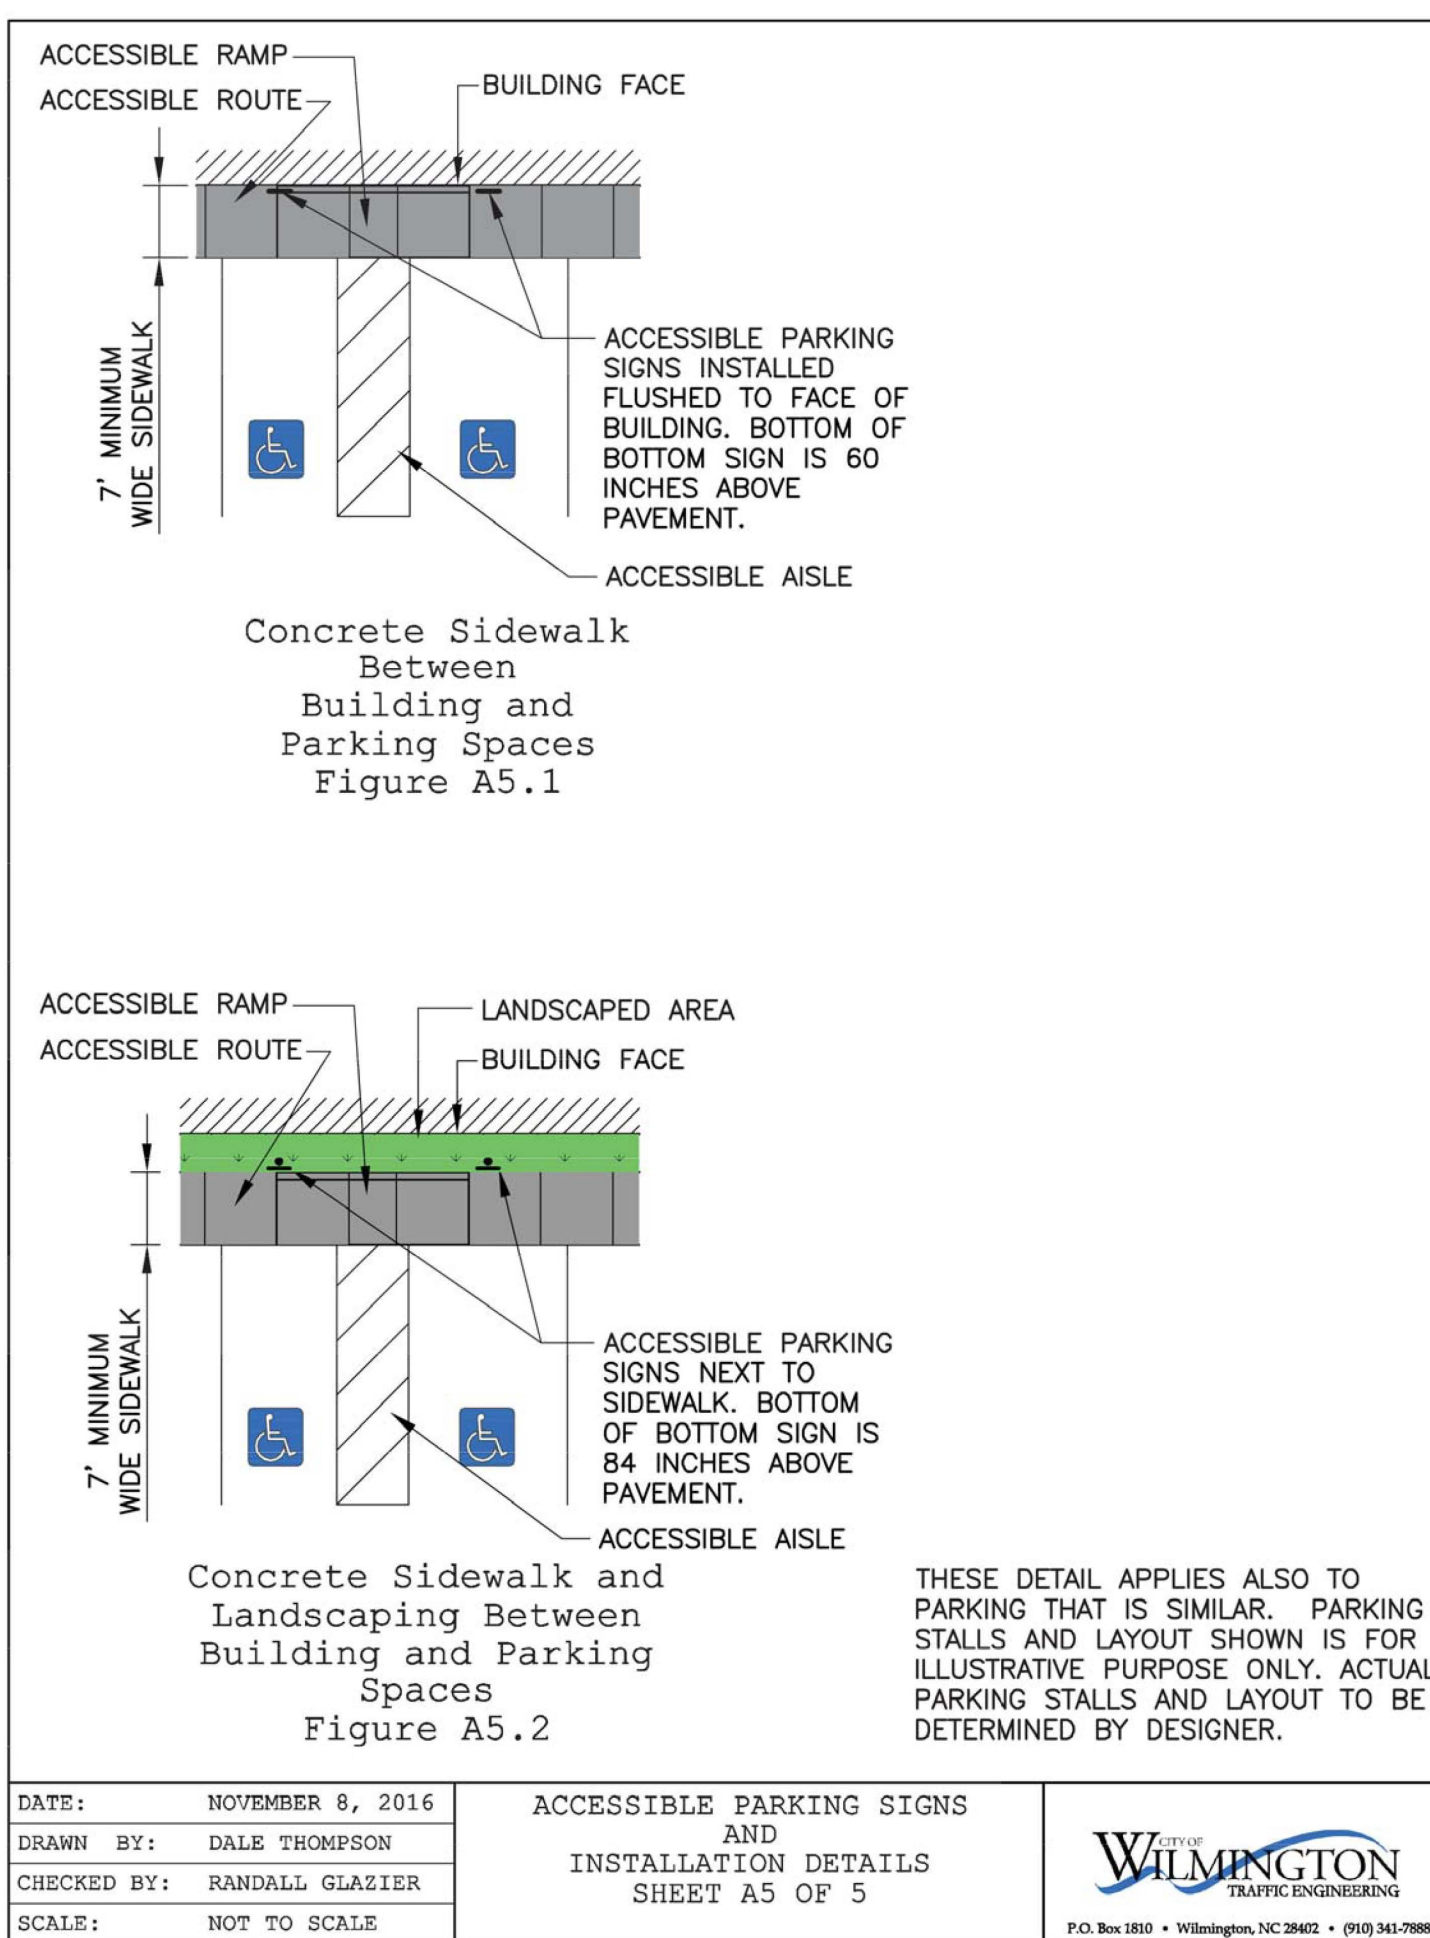 ACCESSIBLE RAMP
ACCESSIBLE ROUTE
BUILDING FACE
7' MINIMUM
WIDE SIDEWALK
ACCESSIBLE PARKING
SIGNS INSTALLED
FLUSHED TO FACE OF
BUILDING. BOTTOM OF
BOTTOM SIGN IS 60
INCHES ABOVE
PAVEMENT.
ACCESSIBLE AISLE
Concrete Sidewalk
Between
Building and
Parking Spaces
Figure A5.1
ACCESSIBLE RAMP
ACCESSIBLE ROUTE
LANDSCAPED AREA
BUILDING FACE
7' MINIMUM
WIDE SIDEWALK
ACCESSIBLE PARKING
SIGNS NEXT TO
SIDEWALK. BOTTOM
OF BOTTOM SIGN IS
84 INCHES ABOVE
PAVEMENT.
ACCESSIBLE AISLE
Concrete Sidewalk and
Landscaping Between
Building and Parking
Spaces
Figure A5.2
THESE DETAIL APPLIES ALSO TO
PARKING THAT IS SIMILAR. PARKING
STALLS AND LAYOUT SHOWN IS FOR
ILLUSTRATIVE PURPOSE ONLY. ACTUAL
PARKING STALLS AND LAYOUT TO BE
DETERMINED BY DESIGNER.
DATE: NOVEMBER 8, 2016
DRAWN BY: DALE THOMPSON
CHECKED BY: RANDALL GLAZIER
SCALE: NOT TO SCALE
ACCESSIBLE PARKING SIGNS
AND
INSTALLATION DETAILS
SHEET A5 OF 5
CITY OF
WILMINGTON
TRAFFIC ENGINEERING
P.O. Box 1810 • Wilmington, NC 28402 • (910) 341-7888